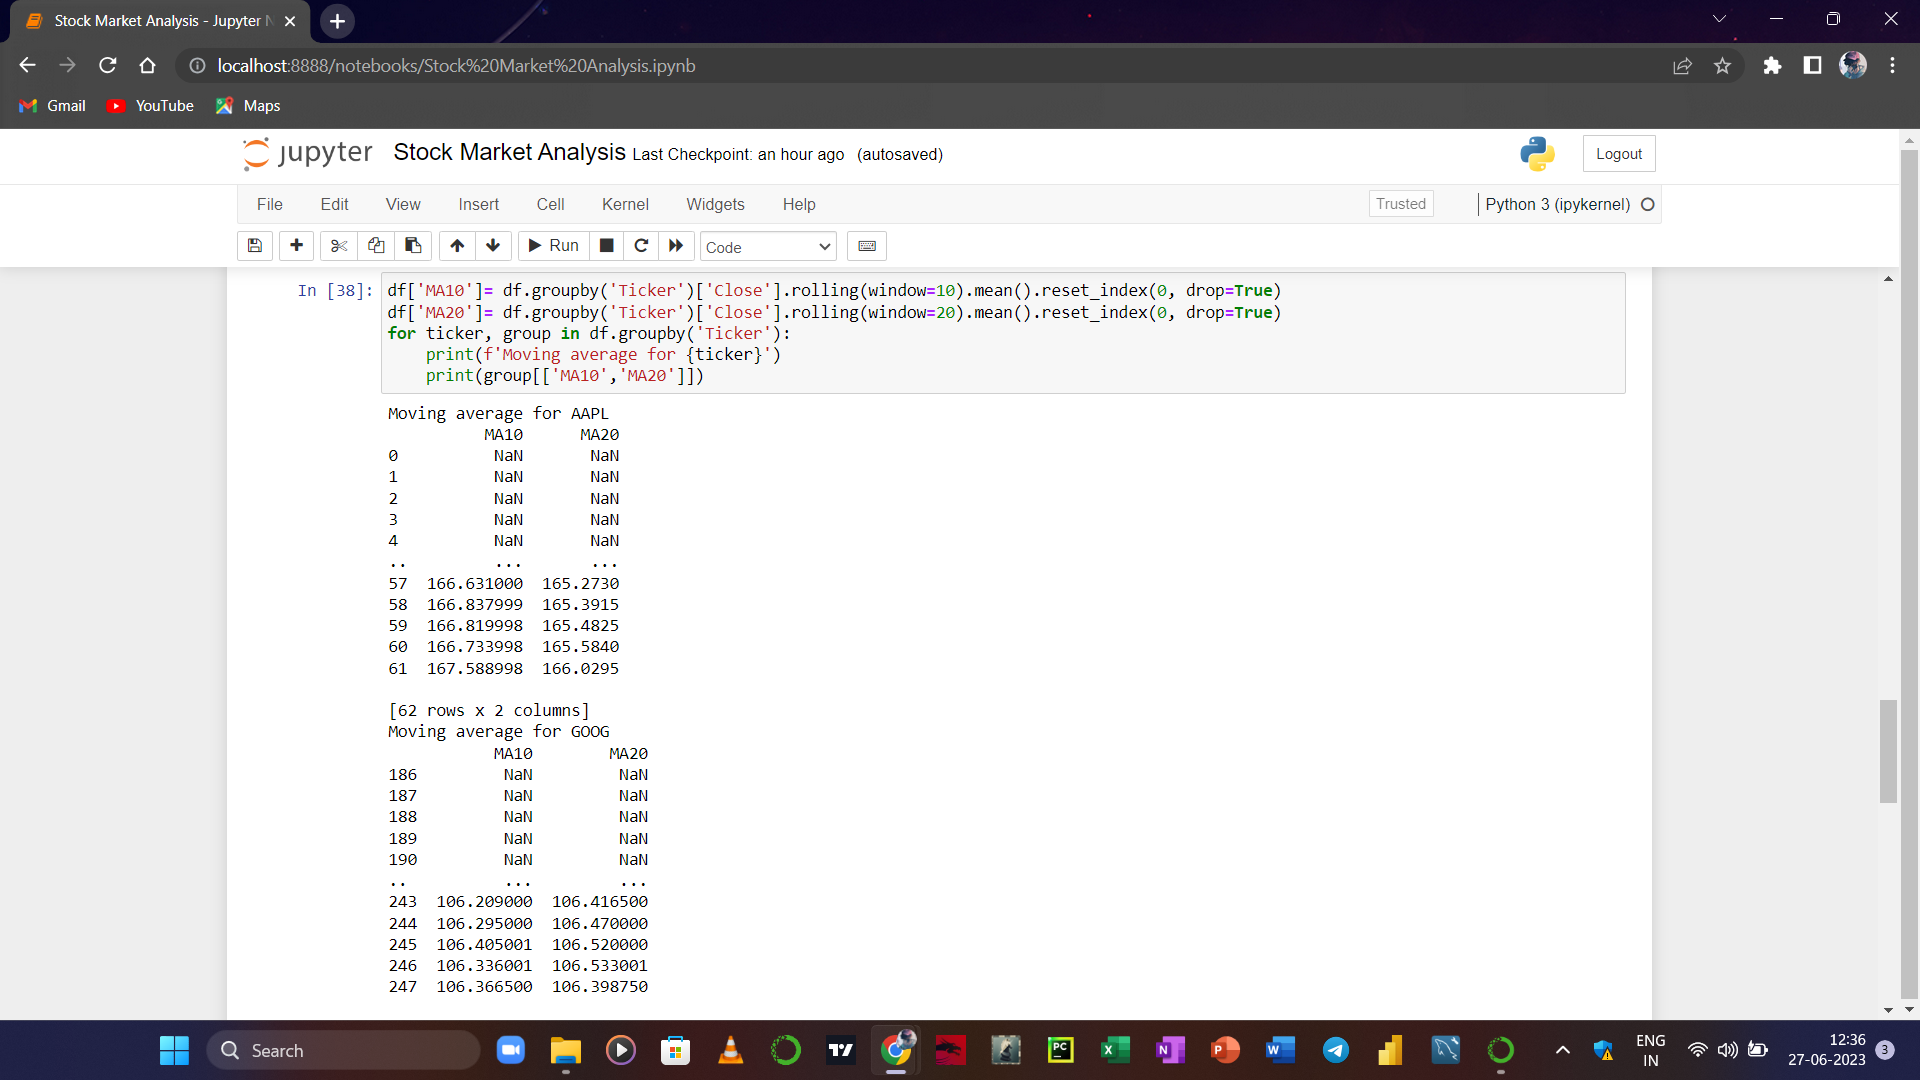 Stock Market Analysis - Jupyter N
localhost:8888/notebooks/Stock%20Market%20Analysis.ipynb
Gmail YouTube Maps
jupyter Stock Market Analysis Last Checkpoint: an hour ago (autosaved) Logout
File Edit View Insert Cell Kernel Widgets Help Trusted Python 3 (ipykernel)
Run Code
In [38]: df['MA10']= df.groupby('Ticker')['Close'].rolling(window=10).mean().reset_index(0, drop=True)
df['MA20']= df.groupby('Ticker')['Close'].rolling(window=20).mean().reset_index(0, drop=True)
for ticker, group in df.groupby('Ticker'):
    print(f'Moving average for {ticker}')
    print(group[['MA10','MA20']])
Moving average for AAPL
MA10 MA20
0 NaN NaN
1 NaN NaN
2 NaN NaN
3 NaN NaN
4 NaN NaN
.. ... ...
57 166.631000 165.2730
58 166.837999 165.3915
59 166.819998 165.4825
60 166.733998 165.5840
61 167.588998 166.0295
[62 rows x 2 columns]
Moving average for GOOG
MA10 MA20
186 NaN NaN
187 NaN NaN
188 NaN NaN
189 NaN NaN
190 NaN NaN
.. ... ...
243 106.209000 106.416500
244 106.295000 106.470000
245 106.405001 106.520000
246 106.336001 106.533001
247 106.366500 106.398750
Search PC X N P W ENG 12:36
IN 27-06-2023 3